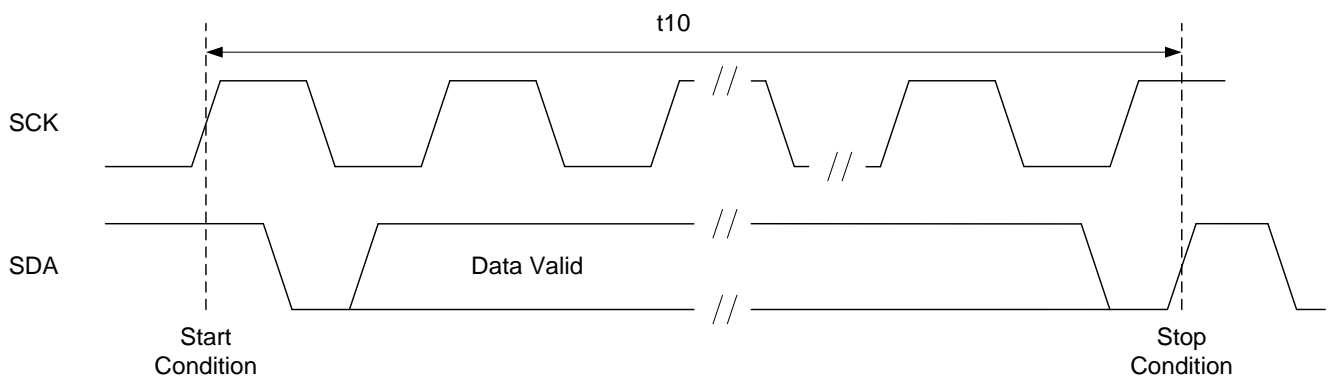 t10
SCK
SDA
Data Valid
Start
Condition
Stop
Condition